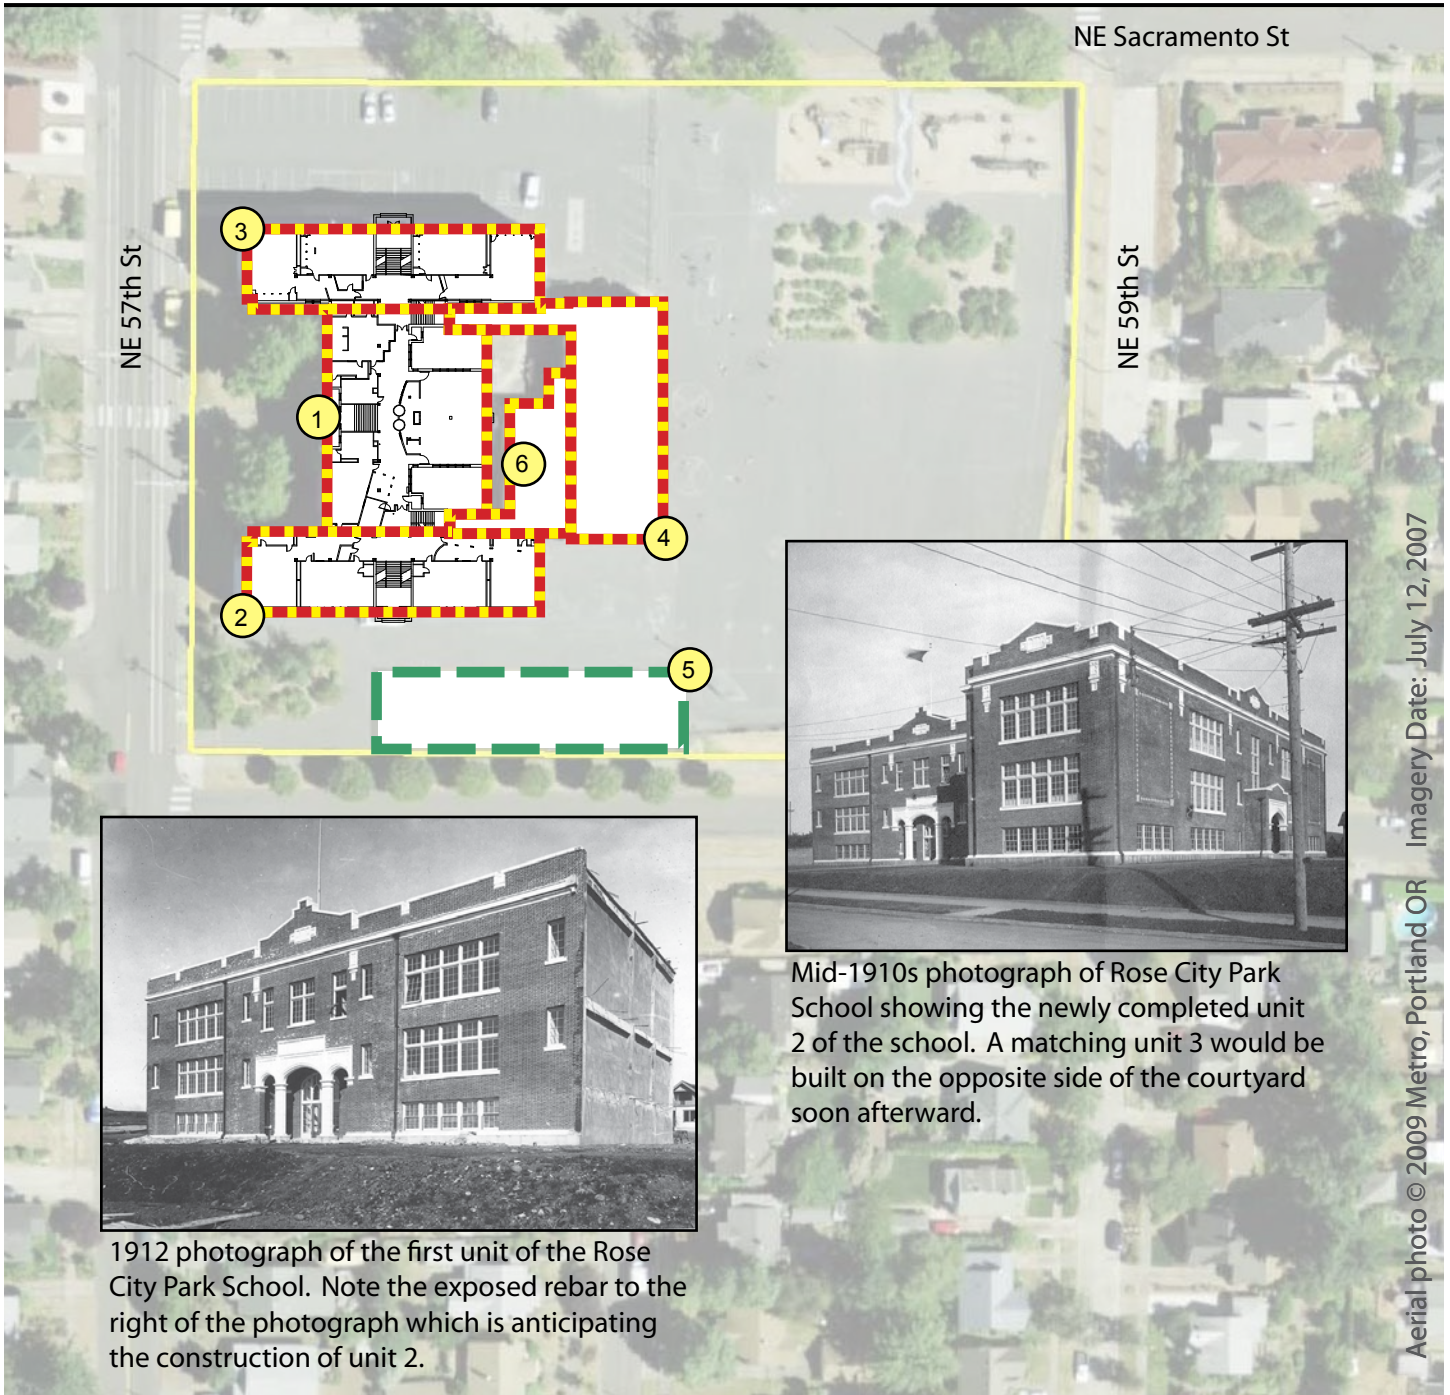 NE Sacramento St
NE 57th St
NE 59th St
3
1
6
4
2
5
Mid-1910s photograph of Rose City Park
School showing the newly completed unit
2 of the school. A matching unit 3 would be
built on the opposite side of the courtyard
soon afterward.
1912 photograph of the first unit of the Rose
City Park School. Note the exposed rebar to the
right of the photograph which is anticipating
the construction of unit 2.
Aerial photo © 2009 Metro, Portland OR Imagery Date: July 12, 2007